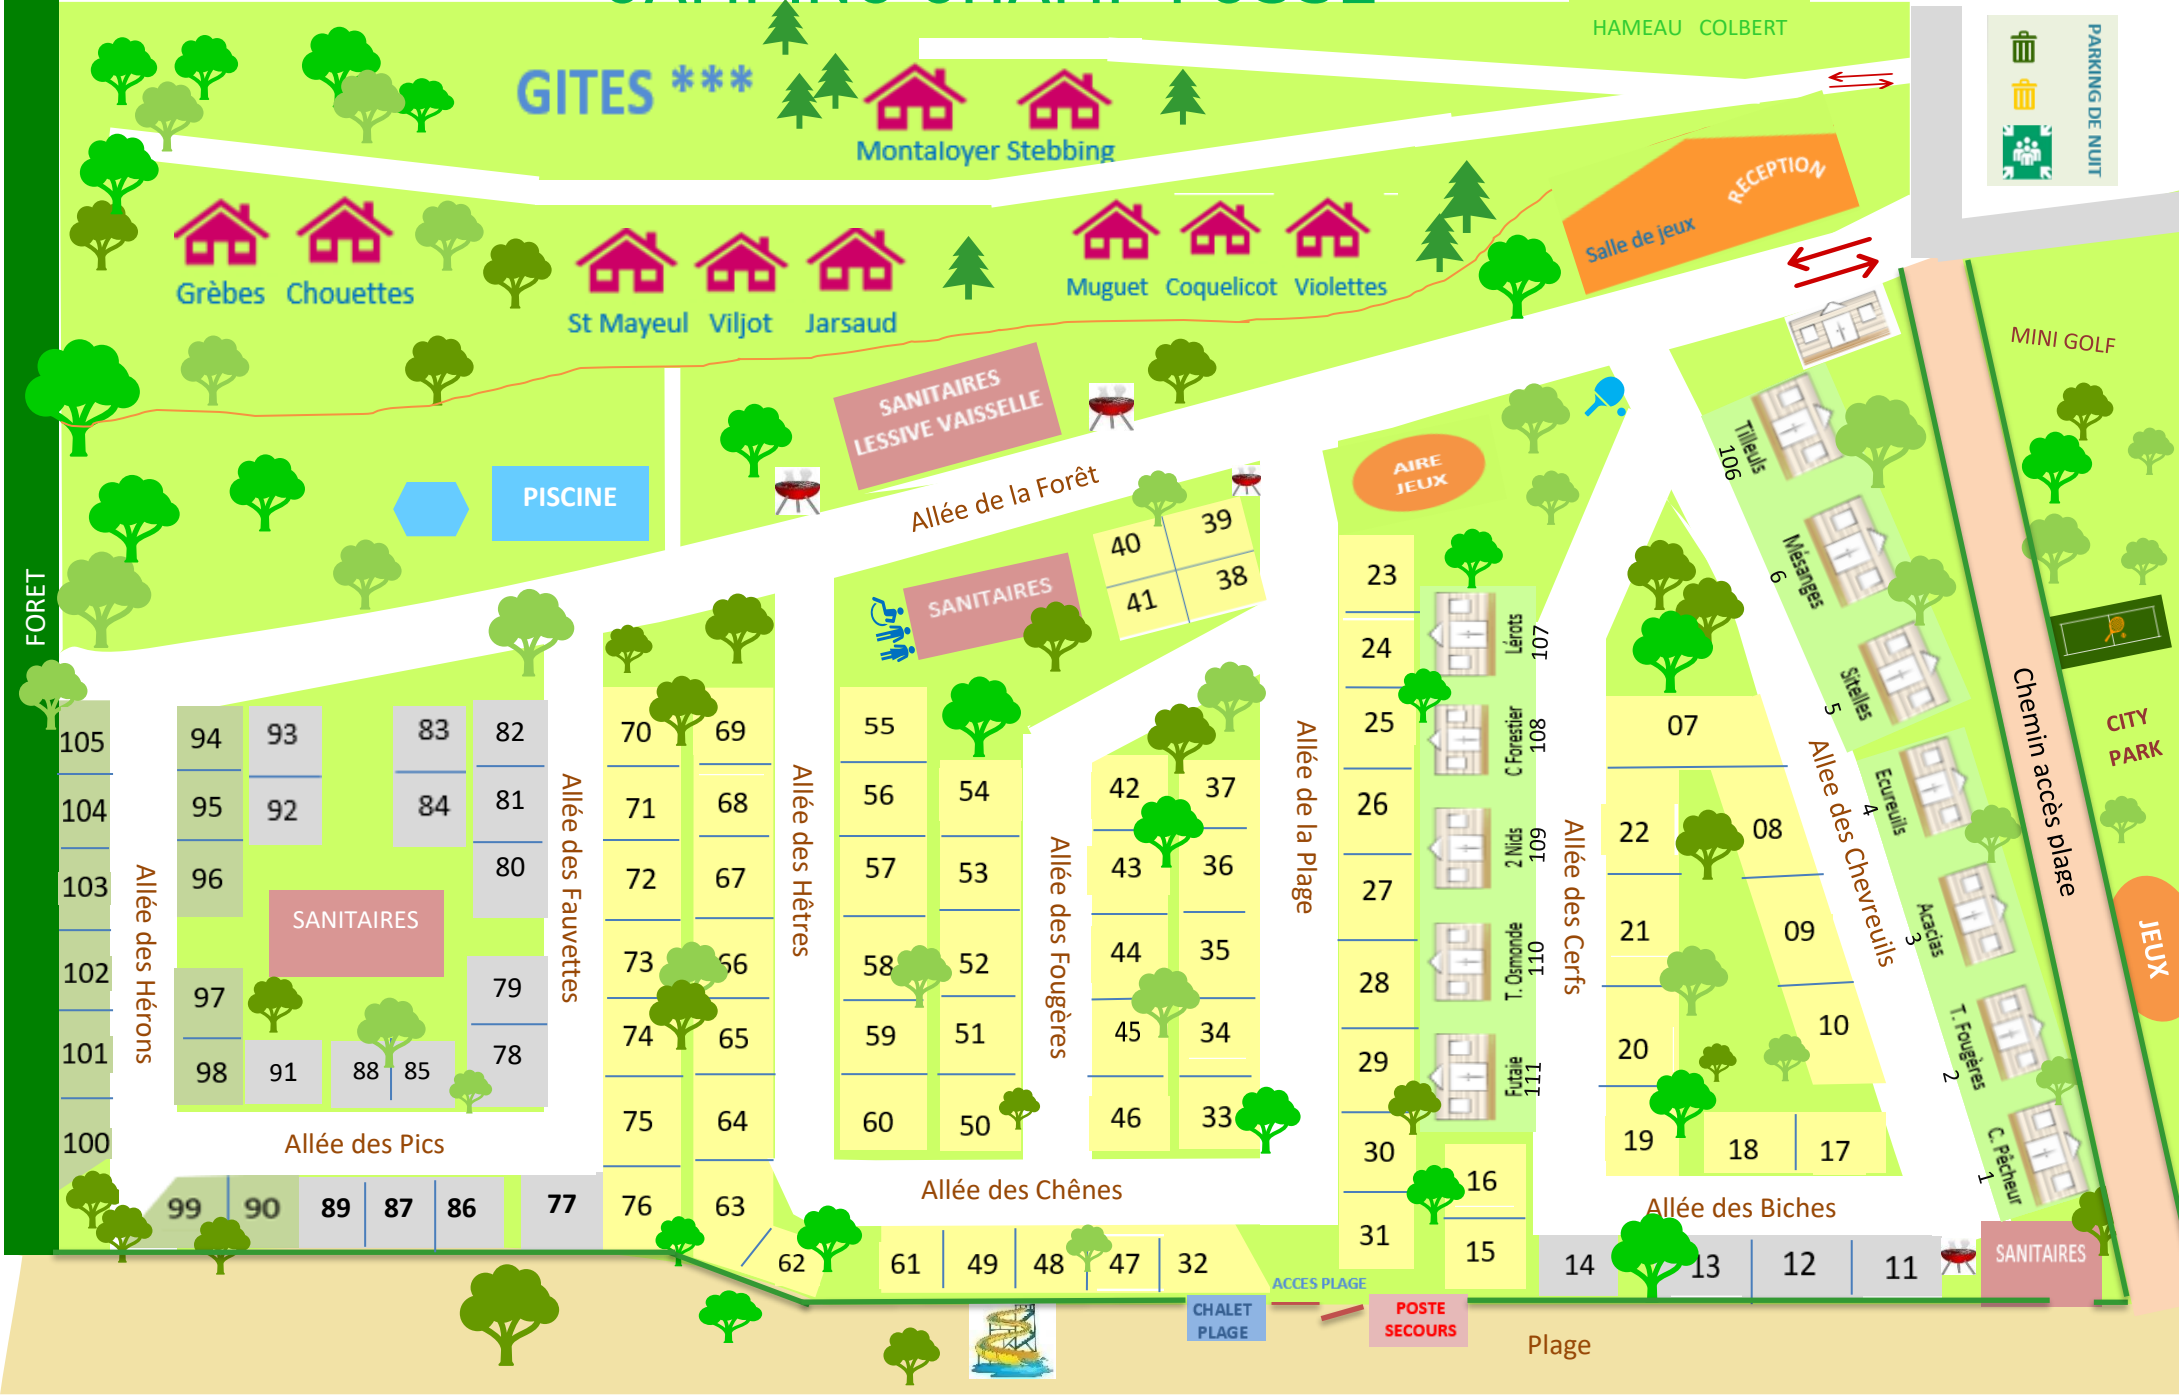 HAMEAU COLBERT
PARKING DE NUIT
GITES ***
Montaloyer Stebbing
RECEPTION
Salle de jeux
Grèbes Chouettes
St Mayeul Viljot Jarsaud
Muguet Coquelicot Violettes
MINI GOLF
SANITAIRES
LESSIVE VAISSELLE
AIRE
JEUX
PISCINE
Allée de la Forêt
FORET
SANITAIRES
40 39
41 38
Tilleuls
106
Mésanges
6
Sitelles
5
Ecureuils
4
Acacias
3
T. Fougères
2
C. Pêcheur
1
Chemin accès plage
CITY
PARK
JEUX
105
104
103
102
101
100
Allée des Hérons
94
95
96
97
98
93
92
83
84
82
81
80
79
78
SANITAIRES
91
88 85
Allée des Fauvettes
Allée des Pics
99 90 89 87 86 77
70 69
71 68
72 67
73 66
74 65
75 64
76 63
62
Allée des Hêtres
55
56 54
57 53
58 52
59 51
60 50
Allée des Fougères
42 37
43 36
44 35
45 34
46 33
Allée de la Plage
Allée des Chênes
61 49 48 47 32
23
24
25
26
27
28
29
30
31
16
15
Lérots
107
C Forestier
108
2 Nids
109
T. Osmonde
110
Futaie
111
Allée des Cerfs
07
22 08
21 09
20 10
19 18 17
Allee des Chevreuils
Allée des Biches
14 13 12 11
SANITAIRES
ACCES PLAGE
CHALET
PLAGE
POSTE
SECOURS
Plage